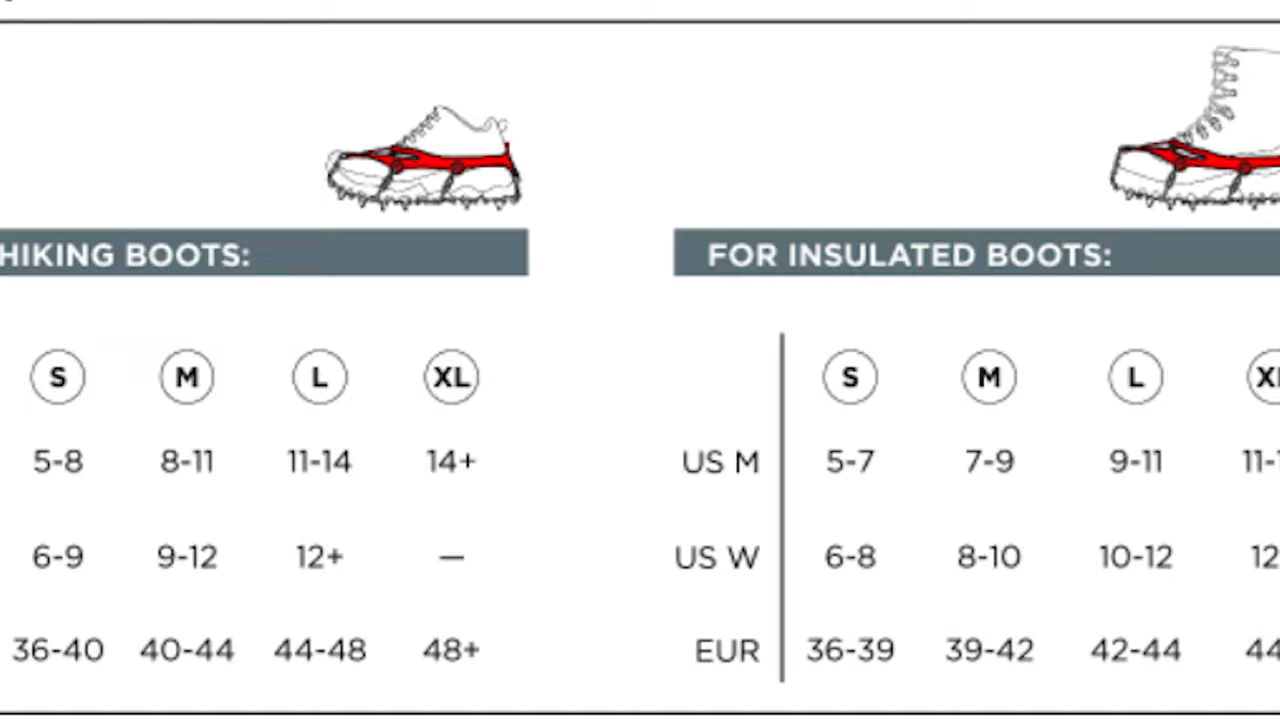 HIKING BOOTS:
S M L XL
5-8 8-11 11-14 14+
6-9 9-12 12+ —
36-40 40-44 44-48 48+
FOR INSULATED BOOTS:
S M L
US M 5-7 7-9 9-11
US W 6-8 8-10 10-12 12
EUR 36-39 39-42 42-44 44